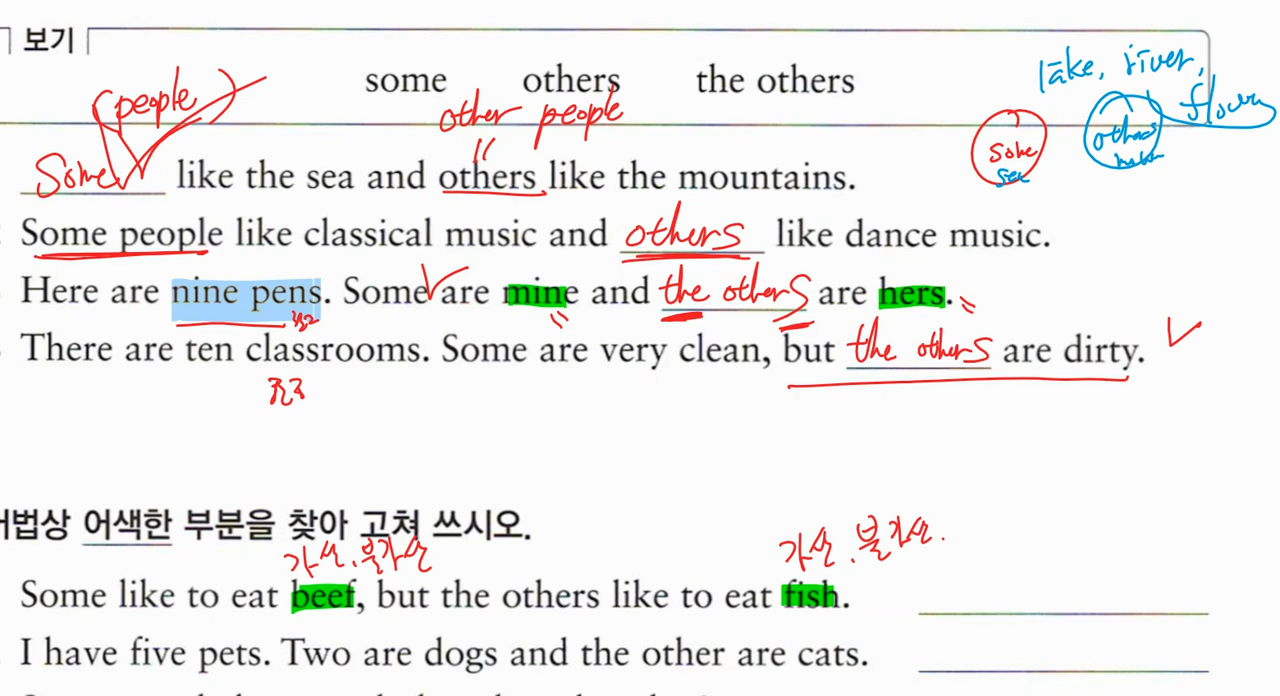 보기
lake, river,
some others the others
flower
(people)
other people
some
sea
others
Some like the sea and others like the mountains.
Some people like classical music and others like dance music.
Here are nine pens. Some are mine and the others are hers.
There are ten classrooms. Some are very clean, but the others are dirty.
어법상 어색한 부분을 찾아 고쳐 쓰시오.
가산, 불가산
가산, 불가산.
Some like to eat beef, but the others like to eat fish.
I have five pets. Two are dogs and the other are cats.